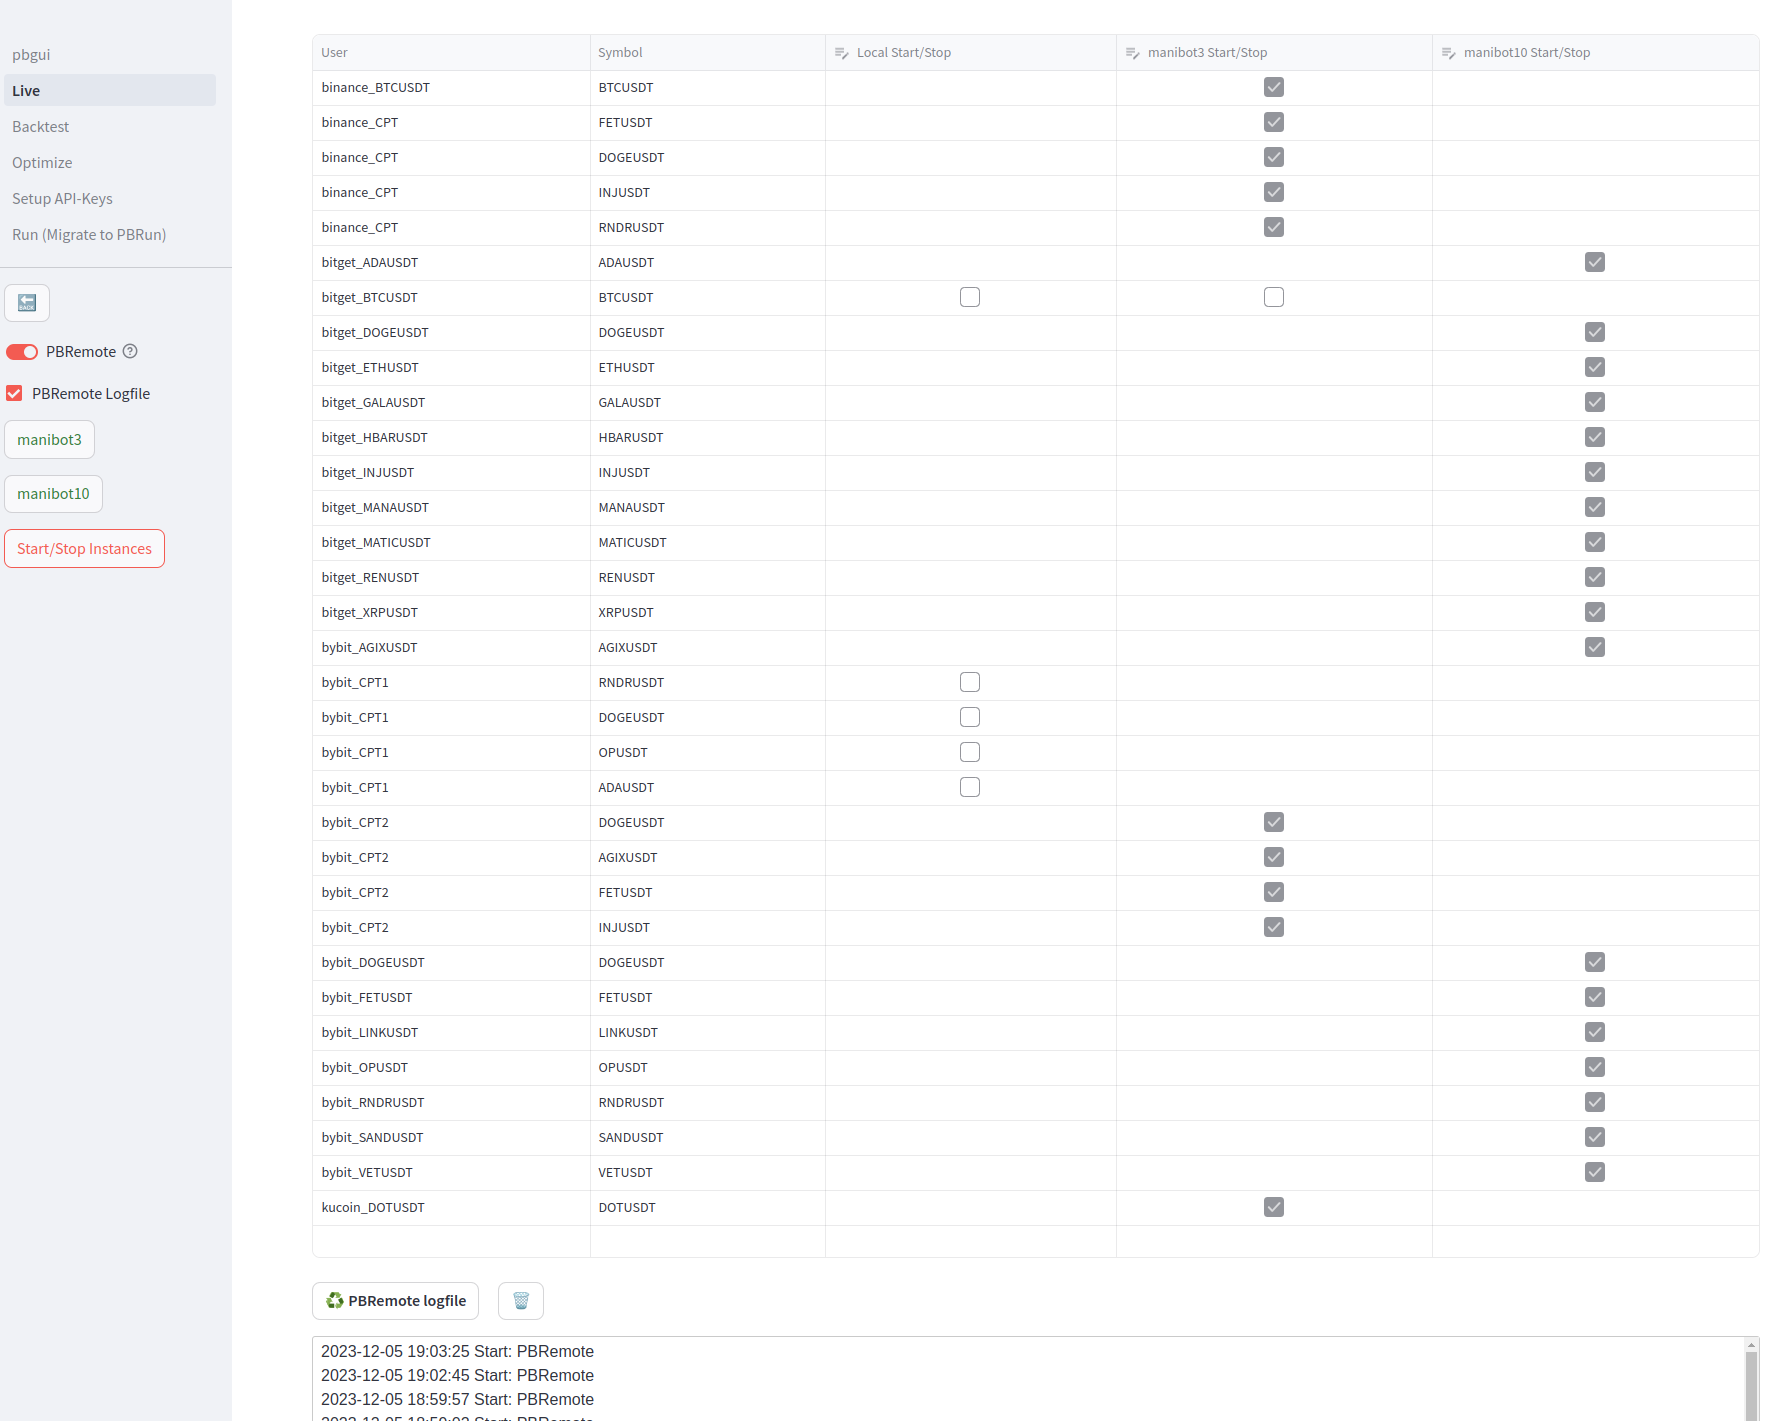 pbgui
Live
Backtest
Optimize
Setup API-Keys
Run (Migrate to PBRun)
BACK
PBRemote
PBRemote Logfile
manibot3
manibot10
Start/Stop Instances
User Symbol Local Start/Stop manibot3 Start/Stop manibot10 Start/Stop
binance_BTCUSDT BTCUSDT
binance_CPT FETUSDT
binance_CPT DOGEUSDT
binance_CPT INJUSDT
binance_CPT RNDRUSDT
bitget_ADAUSDT ADAUSDT
bitget_BTCUSDT BTCUSDT
bitget_DOGEUSDT DOGEUSDT
bitget_ETHUSDT ETHUSDT
bitget_GALAUSDT GALAUSDT
bitget_HBARUSDT HBARUSDT
bitget_INJUSDT INJUSDT
bitget_MANAUSDT MANAUSDT
bitget_MATICUSDT MATICUSDT
bitget_RENUSDT RENUSDT
bitget_XRPUSDT XRPUSDT
bybit_AGIXUSDT AGIXUSDT
bybit_CPT1 RNDRUSDT
bybit_CPT1 DOGEUSDT
bybit_CPT1 OPUSDT
bybit_CPT1 ADAUSDT
bybit_CPT2 DOGEUSDT
bybit_CPT2 AGIXUSDT
bybit_CPT2 FETUSDT
bybit_CPT2 INJUSDT
bybit_DOGEUSDT DOGEUSDT
bybit_FETUSDT FETUSDT
bybit_LINKUSDT LINKUSDT
bybit_OPUSDT OPUSDT
bybit_RNDRUSDT RNDRUSDT
bybit_SANDUSDT SANDUSDT
bybit_VETUSDT VETUSDT
kucoin_DOTUSDT DOTUSDT
PBRemote logfile
2023-12-05 19:03:25 Start: PBRemote
2023-12-05 19:02:45 Start: PBRemote
2023-12-05 18:59:57 Start: PBRemote